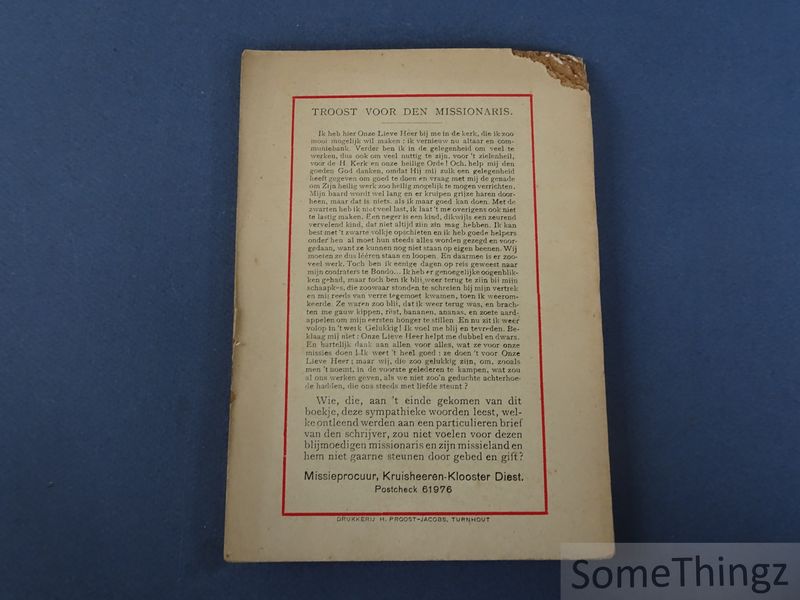 TROOST VOOR DEN MISSIONARIS.
Ik heb hier Onze Lieve Heer bij me in de kerk, die ik zoo
mooi mogelijk wil maken : ik vernieuw nu altaar en com-
muniebank. Verder ben ik in de gelegenheid om veel te
werken, dus ook om veel nuttig te zijn, voor 't zielenheil,
voor de H. Kerk en onze heilige Orde ! Och, help mij den
goeden God danken, omdat Hij mij zulk een gelegenheid
heeft gegeven om goed te doen en vraag met mij de genade
om Zijn heilig werk zoo heilig mogelijk te mogen verrichten.
Mijn baard wordt wel lang en er kruipen grijze haren door-
heen, maar dat is niets, als ik maar goed kan doen. Met de
zwarten heb ik niet veel last, ik laat 't me overigens ook niet
te lastig maken. Een neger is een kind, dikwijls een zeurend
vervelend kind, dat niet altijd zijn zin mag hebben. Ik kan
best met 't zwarte volkje opschieten en ik heb goede helpers
onder hen al moet hun steeds alles worden gezegd en voor-
gedaan, want ze kunnen nog niet staan op eigen beenen. Wij
moeten ze dus léeren staan en loopen. En daarmee is er zoo-
veel werk. Toch ben ik eenige dagen op reis geweest naar
mijn confraters te Bondo... Ik heb er genoegelijke oogenblik-
ken gehad, maar toch ben ik blij weer terug te zijn bij mijn
schaapkes, die zoowaar stonden te schreien bij mijn vertrek
en mij reeds van verre tegemoet kwamen, toen ik weerom-
keerde. Ze waren zoo blij, dat ik weer terug was, en brach-
ten me gauw kippen, rijst, bananen, ananas, en zoete aard-
appelen om mijn eersten honger te stillen. En nu zit ik weer
volop in 't werk. Gelukkig ! Ik voel me blij en tevreden. Be-
klaag mij niet : Onze Lieve Heer helpt me dubbel en dwars.
En hartelijk dank aan allen voor alles, wat ze voor onze
missies doen ! Ik weet 't heel goed : ze doen 't voor Onze
Lieve Heer ; maar wij, die zoo gelukkig zijn, om, zooals
men 't noemt, in de voorste gelederen te kampen, wat zou
al ons werken geven, als we niet zoo'n geduchte achterhoe-
de hadden, die ons steeds met liefde steunt ?
Wie, die, aan 't einde gekomen van dit
boekje, deze sympathieke woorden leest, wel-
ke ontleend werden aan een particulieren brief
van den schrijver, zou niet voelen voor dezen
blijmoedigen missionaris en zijn missieland en
hem niet gaarne steunen door gebed en gift?
Missieprocuur, Kruisheeren-Klooster Diest.
Postcheck 61976
DRUKKERIJ H. PROOST-JACOBS, TURNHOUT
SomeThingz